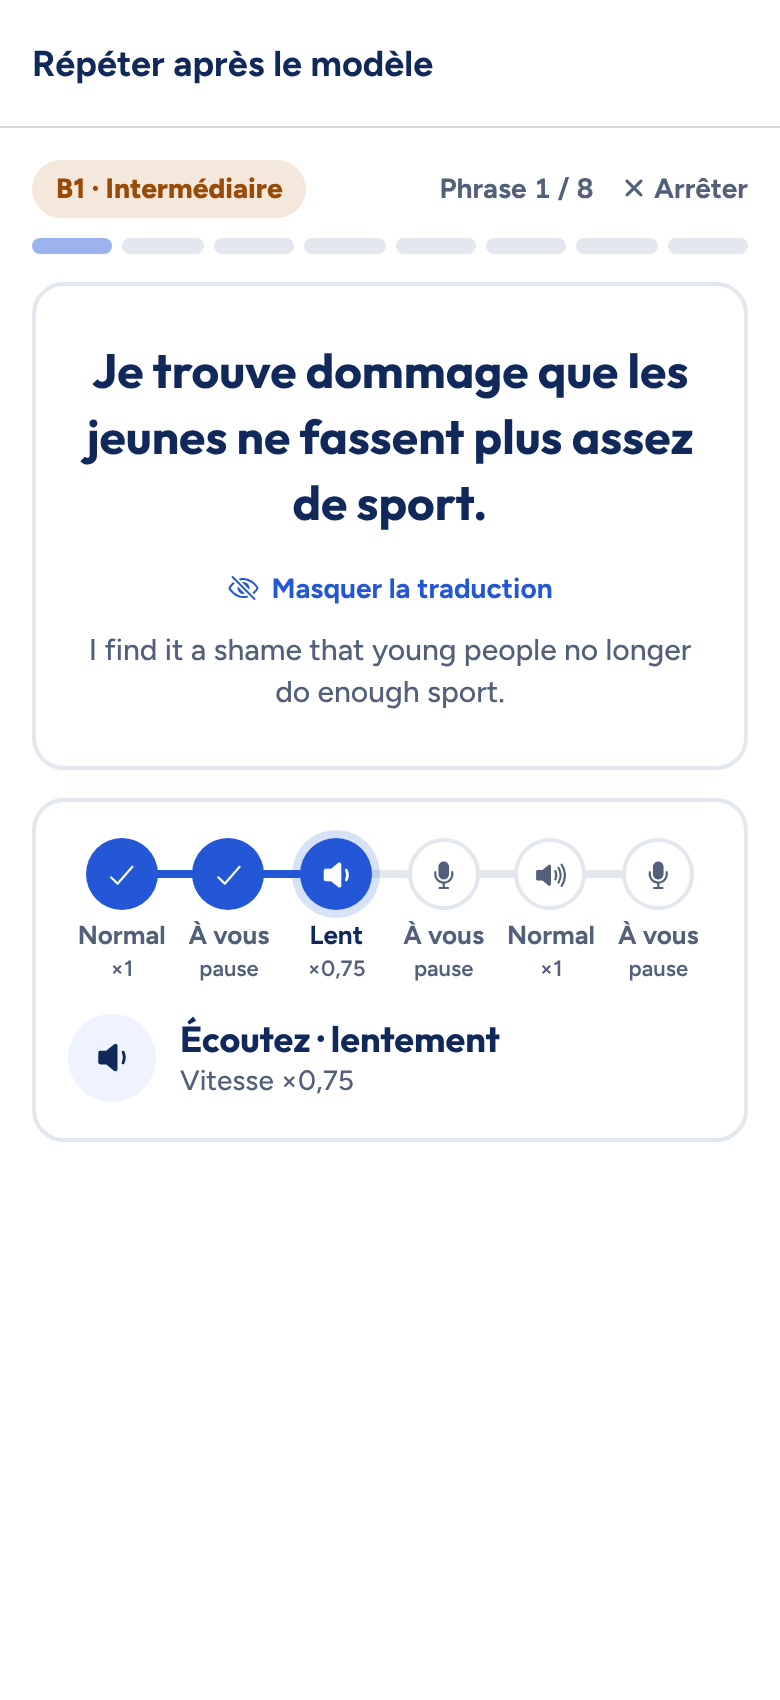 Répéter après le modèle
B1 · Intermédiaire
Phrase 1 / 8
Arrêter
Je trouve dommage que les
jeunes ne fassent plus assez
de sport.
Masquer la traduction
I find it a shame that young people no longer
do enough sport.
Normal À vous Lent À vous Normal À vous
×1 pause ×0,75 pause ×1 pause
Écoutez · lentement
Vitesse ×0,75